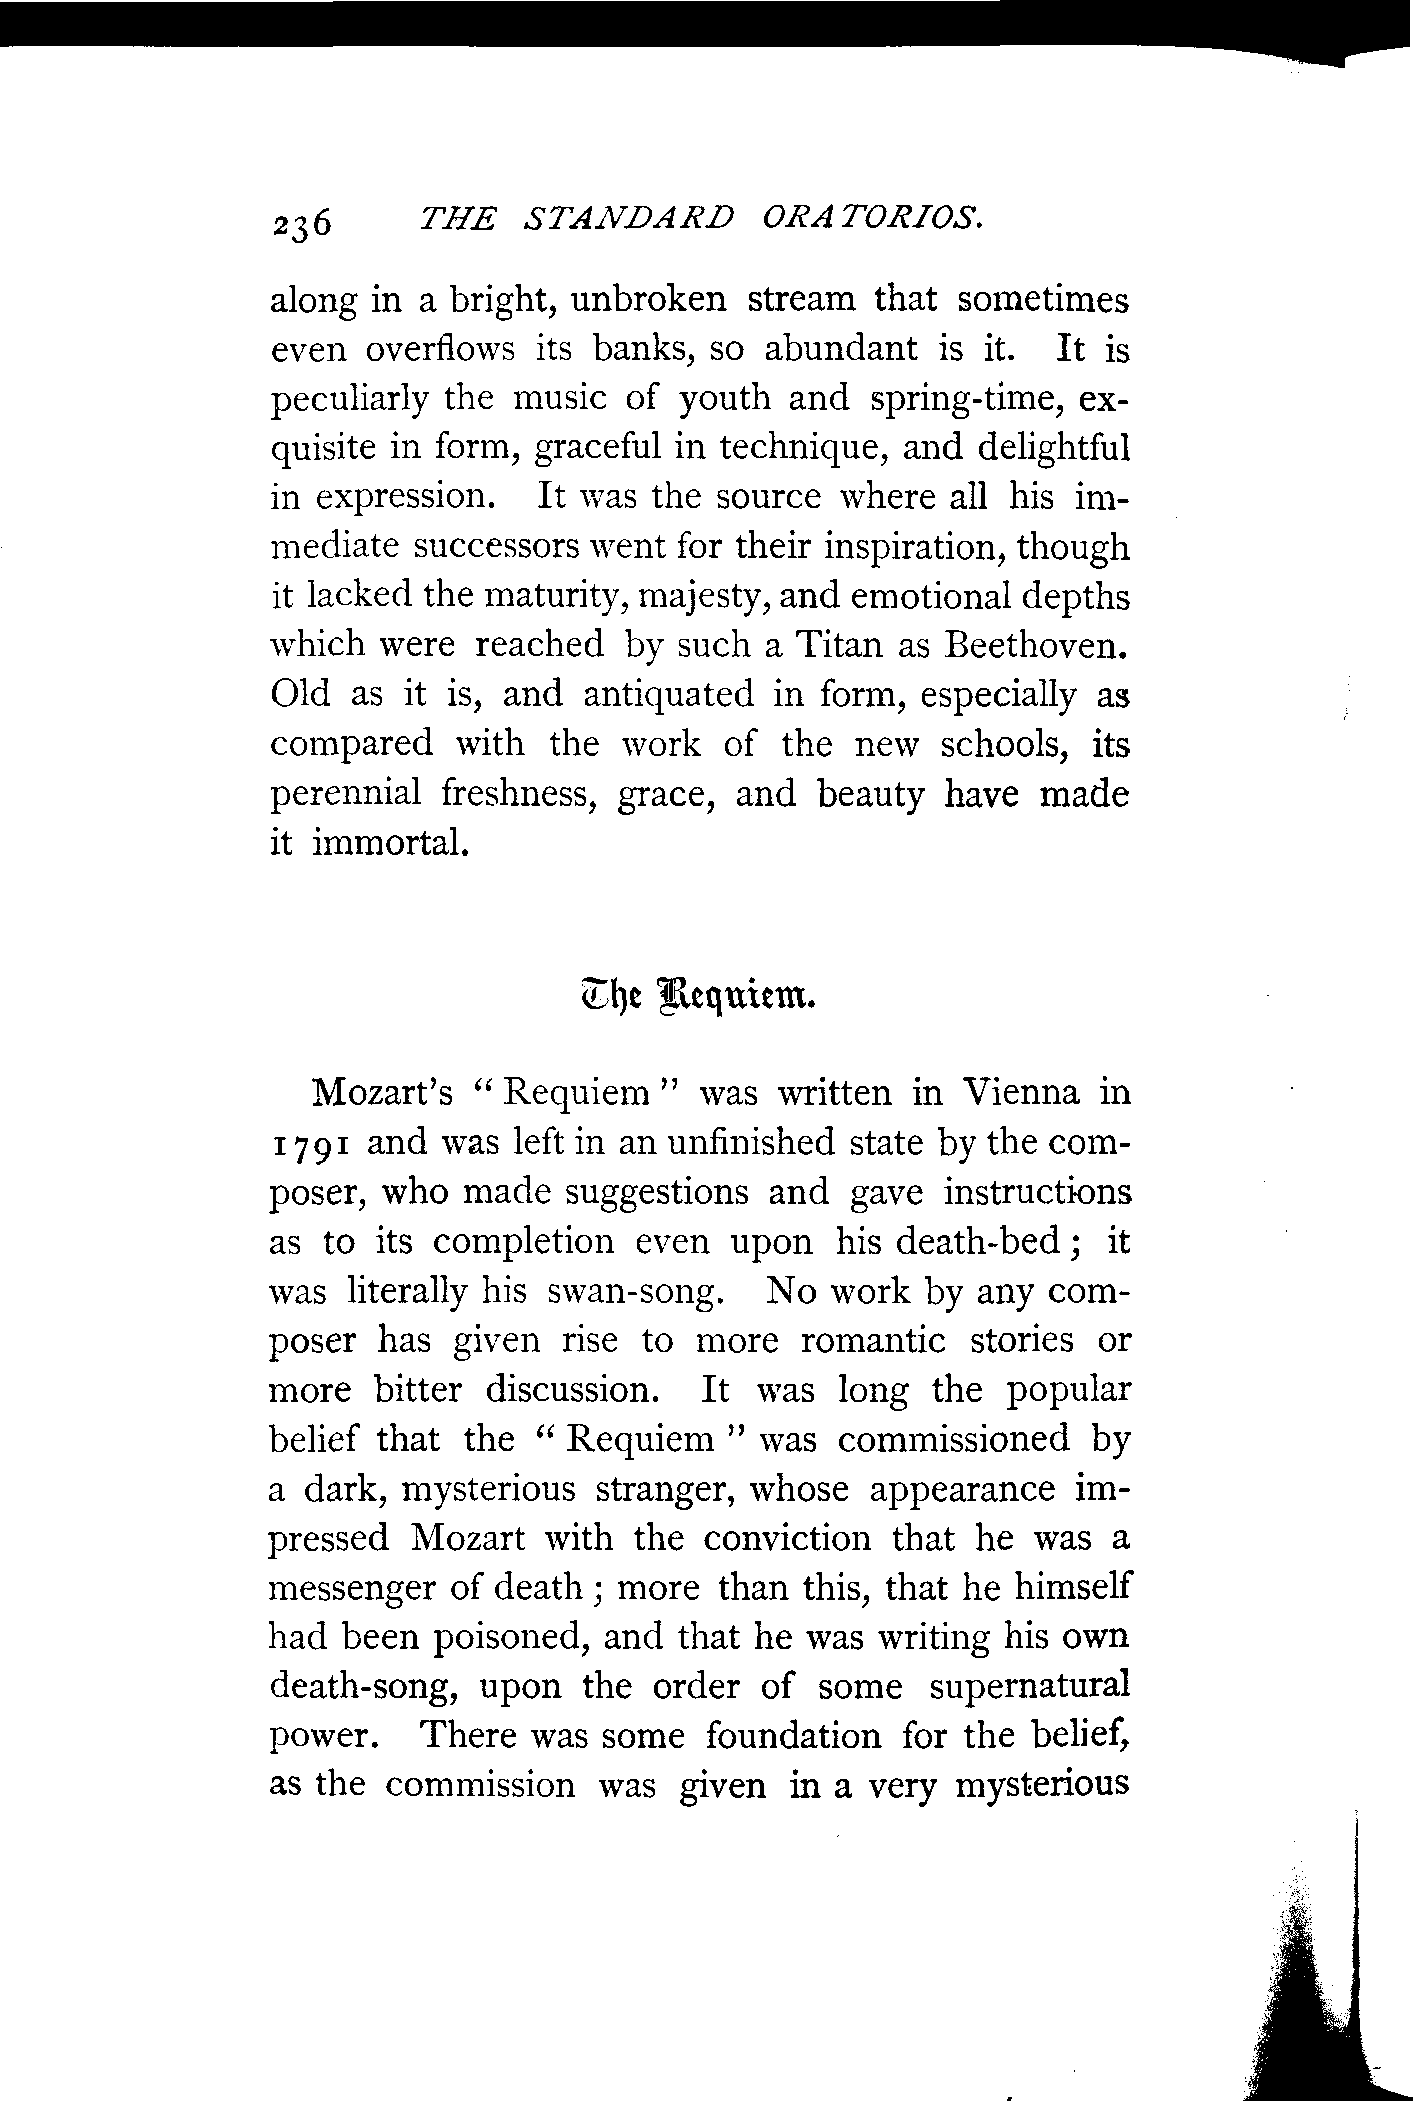 236 THE STANDARD ORATORIOS.
along in a bright, unbroken stream that sometimes
even overflows its banks, so abundant is it. It is
peculiarly the music of youth and spring-time, ex-
quisite in form, graceful in technique, and delightful
in expression. It was the source where all his im-
mediate successors went for their inspiration, though
it lacked the maturity, majesty, and emotional depths
which were reached by such a Titan as Beethoven.
Old as it is, and antiquated in form, especially as
compared with the work of the new schools, its
perennial freshness, grace, and beauty have made
it immortal.
The Requiem.
Mozart's " Requiem " was written in Vienna in
1791 and was left in an unfinished state by the com-
poser, who made suggestions and gave instructions
as to its completion even upon his death-bed ; it
was literally his swan-song. No work by any com-
poser has given rise to more romantic stories or
more bitter discussion. It was long the popular
belief that the " Requiem " was commissioned by
a dark, mysterious stranger, whose appearance im-
pressed Mozart with the conviction that he was a
messenger of death ; more than this, that he himself
had been poisoned, and that he was writing his own
death-song, upon the order of some supernatural
power. There was some foundation for the belief,
as the commission was given in a very mysterious